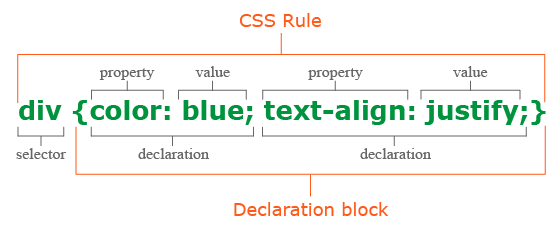 CSS Rule
property value property value
div {color: blue; text-align: justify;}
selector declaration declaration
Declaration block